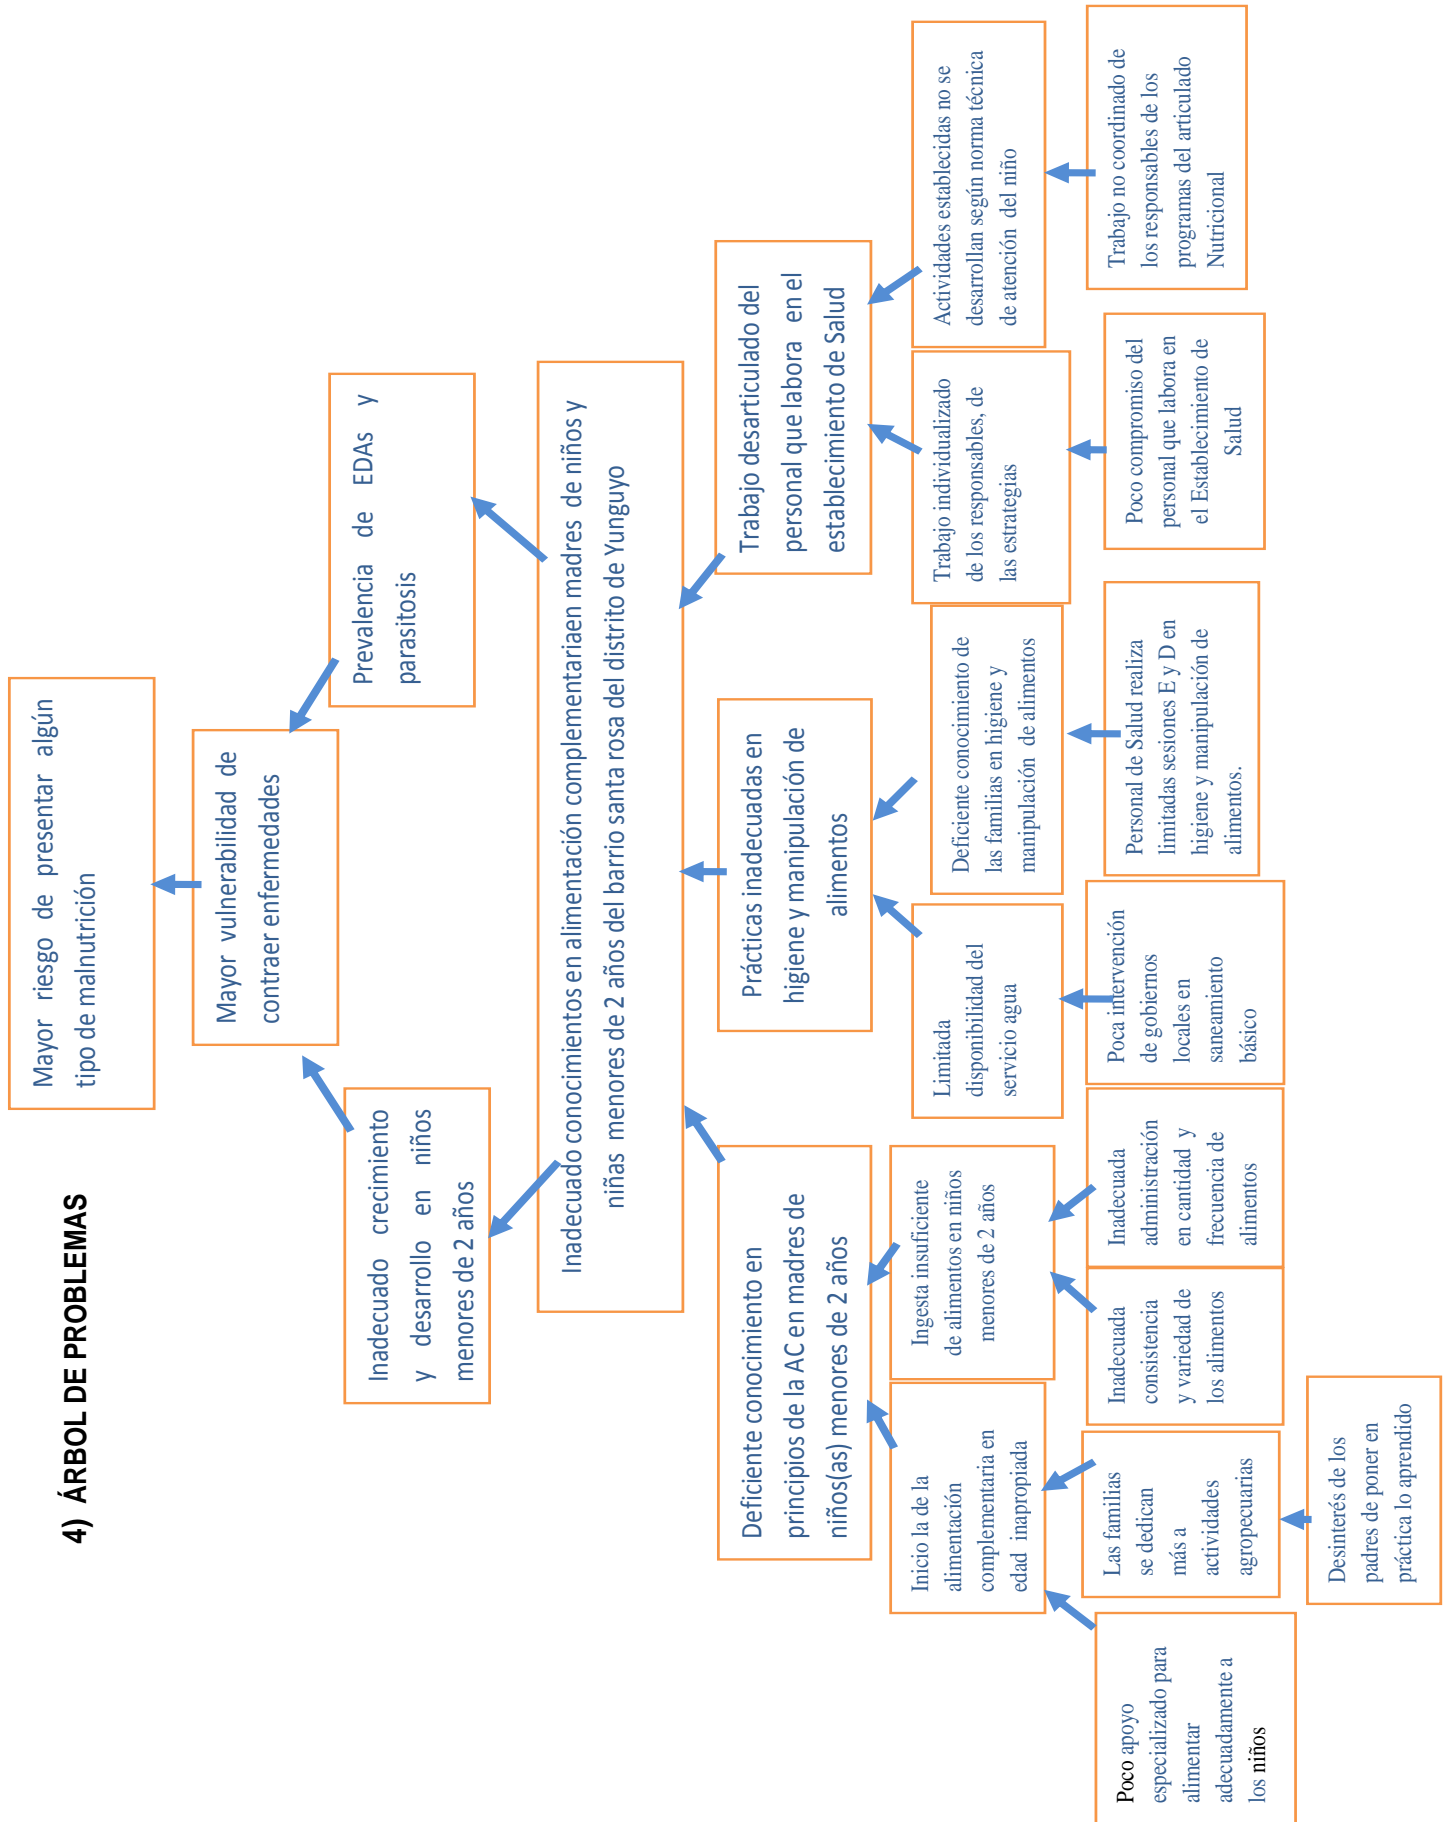 4) ÁRBOL DE PROBLEMAS
Mayor riesgo de presentar algún
tipo de malnutrición
Mayor vulnerabilidad de
contraer enfermedades
Inadecuado crecimiento
y desarrollo en niños
menores de 2 años
Prevalencia de EDAs y
parasitosis
Inadecuado conocimientos en alimentación complementariaen madres de niños y
niñas menores de 2 años del barrio santa rosa del distrito de Yunguyo
Deficiente conocimiento en
principios de la AC en madres de
niños(as) menores de 2 años
Prácticas inadecuadas en
higiene y manipulación de
alimentos
Trabajo desarticulado del
personal que labora en el
establecimiento de Salud
Inicio la de la
alimentación
complementaria en
edad inapropiada
Ingesta insuficiente
de alimentos en niños
menores de 2 años
Limitada
disponibilidad del
servicio agua
Deficiente conocimiento de
las familias en higiene y
manipulación de alimentos
Trabajo individualizado
de los responsables, de
las estrategias
Actividades establecidas no se
desarrollan según norma técnica
de atención del niño
Poco apoyo
especializado para
alimentar
adecuadamente a
los niños
Las familias
se dedican
más a
actividades
agropecuarias
Inadecuada
consistencia
y variedad de
los alimentos
Inadecuada
administración
en cantidad y
frecuencia de
alimentos
Poca intervención
de gobiernos
locales en
saneamiento
básico
Personal de Salud realiza
limitadas sesiones E y D en
higiene y manipulación de
alimentos.
Poco compromiso del
personal que labora en
el Establecimiento de
Salud
Trabajo no coordinado de
los responsables de los
programas del articulado
Nutricional
Desinterés de los
padres de poner en
práctica lo aprendido